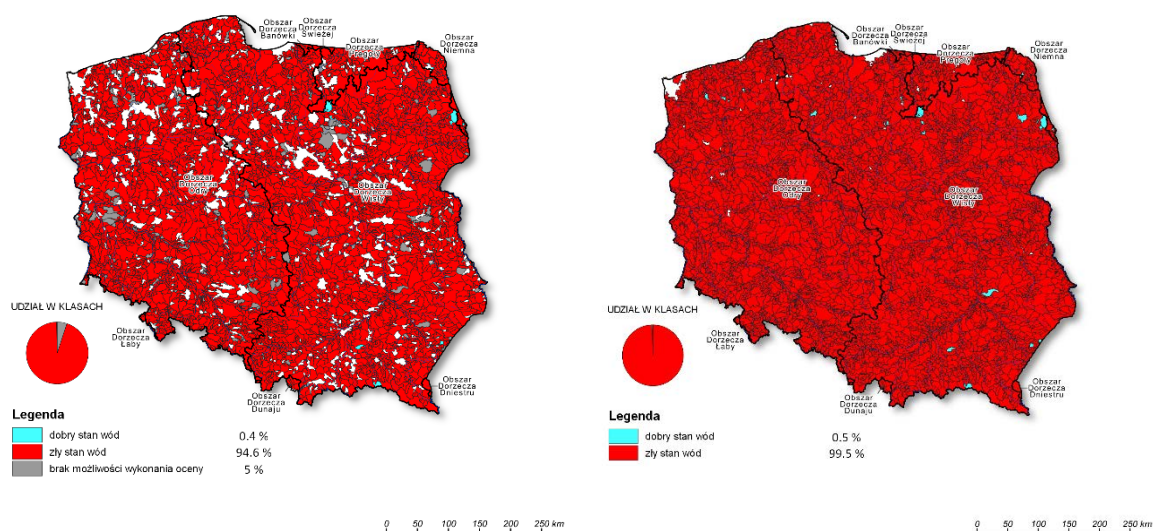 Obszar
Dorzecza
Banówki
Obszar
Dorzecza
Świeżej
Obszar
Dorzecza
Pregoły
Obszar
Dorzecza
Niemna
Obszar
Dorzecza
Odry
Obszar
Dorzecza
Wisły
UDZIAŁ W KLASACH
Obszar
Dorzecza
Łaby
Obszar
Dorzecza
Dunaju
Obszar
Dorzecza
Dniestru
Legenda
dobry stan wód 0.4 %
zły stan wód 94.6 %
brak możliwości wykonania oceny 5 %
0 50 100 150 200 250 km
Obszar
Dorzecza
Banówki
Obszar
Dorzecza
Świeżej
Obszar
Dorzecza
Pregoły
Obszar
Dorzecza
Niemna
Obszar
Dorzecza
Odry
Obszar
Dorzecza
Wisły
UDZIAŁ W KLASACH
Obszar
Dorzecza
Łaby
Obszar
Dorzecza
Dunaju
Obszar
Dorzecza
Dniestru
Legenda
dobry stan wód 0.5 %
zły stan wód 99.5 %
0 50 100 150 200 250 km